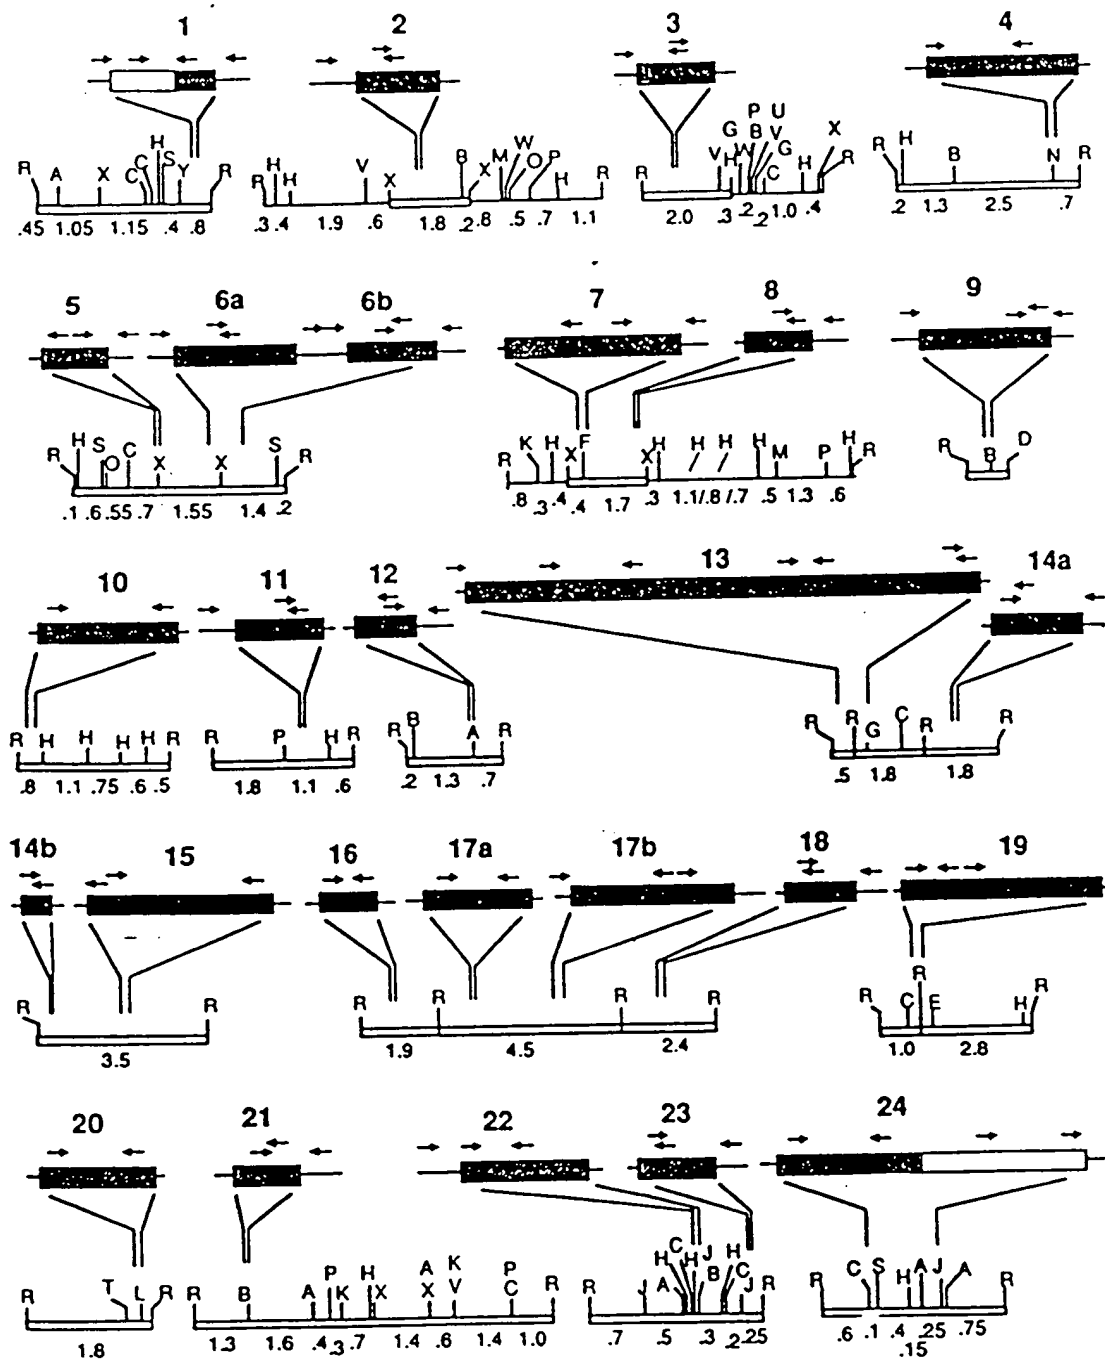 1 2 3 4
H C S C Y R A X R
.45 1.05 1.15 .4 .8
R H H V X B X M W O P H R
.3 .4 1.9 .6 1.8 .2 .8 .5 .7 1.1
V H G W P B U V G C X R
2.0 .3 .2 .2 1.0 .4
R H B N R
.2 1.3 2.5 .7
5 6a 6b 7 8 9
R H S O C X X S R
.1 .6 .55 .7 1.55 1.4 .2
R K H X F X H H H H M P H R
.8 .3 .4 .4 1.7 .3 1.1/.8 /.7 .5 1.3 .6
R B D
10 11 12 13 14a
R H H H H R
.8 1.1 .75 .6 .5
R P H R
1.8 1.1 .6
R B A R
.2 1.3 .7
R R G C R R
.5 1.8 1.8
14b 15 16 17a 17b 18 19
R R
3.5
R R R R
1.9 4.5 2.4
R C R E H R
1.0 2.8
20 21 22 23 24
R T L R
1.8
R B A P K H X A X K V P C R
1.3 1.6 .4 .3 .7 1.4 .6 1.4 1.0
R J A H C H J B H C J R
.7 .5 .3 .2 .25
R C S H A J A R
.6 .1 .4 .25 .75
.15